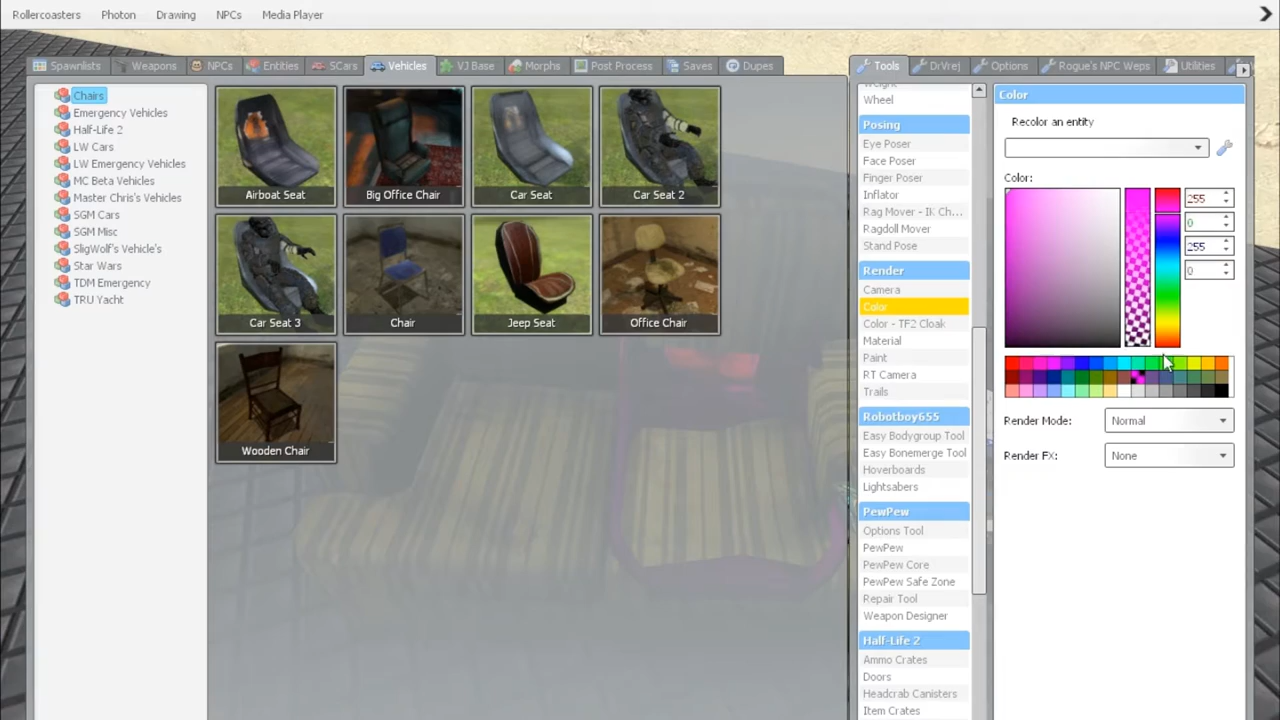 Rollercoasters Photon Drawing NPCs Media Player
Spawnlists Weapons NPCs Entities SCars Vehicles VJ Base Morphs Post Process Saves Dupes
Chairs
Emergency Vehicles
Half-Life 2
LW Cars
LW Emergency Vehicles
MC Beta Vehicles
Master Chris's Vehicles
SGM Cars
SGM Misc
SligWolf's Vehicle's
Star Wars
TDM Emergency
TRU Yacht
Airboat Seat
Big Office Chair
Car Seat
Car Seat 2
Car Seat 3
Chair
Jeep Seat
Office Chair
Wooden Chair
Tools DrVrej Options Rogue's NPC Weps Utilities
Weight
Wheel
Posing
Eye Poser
Face Poser
Finger Poser
Inflator
Rag Mover - IK Ch...
Ragdoll Mover
Stand Pose
Render
Camera
Color
Color - TF2 Cloak
Material
Paint
RT Camera
Trails
Robotboy655
Easy Bodygroup Tool
Easy Bonemerge Tool
Hoverboards
Lightsabers
PewPew
Options Tool
PewPew
PewPew Core
PewPew Safe Zone
Repair Tool
Weapon Designer
Half-Life 2
Ammo Crates
Doors
Headcrab Canisters
Item Crates
Color
Recolor an entity
Color:
255
0
255
0
Render Mode: Normal
Render FX: None